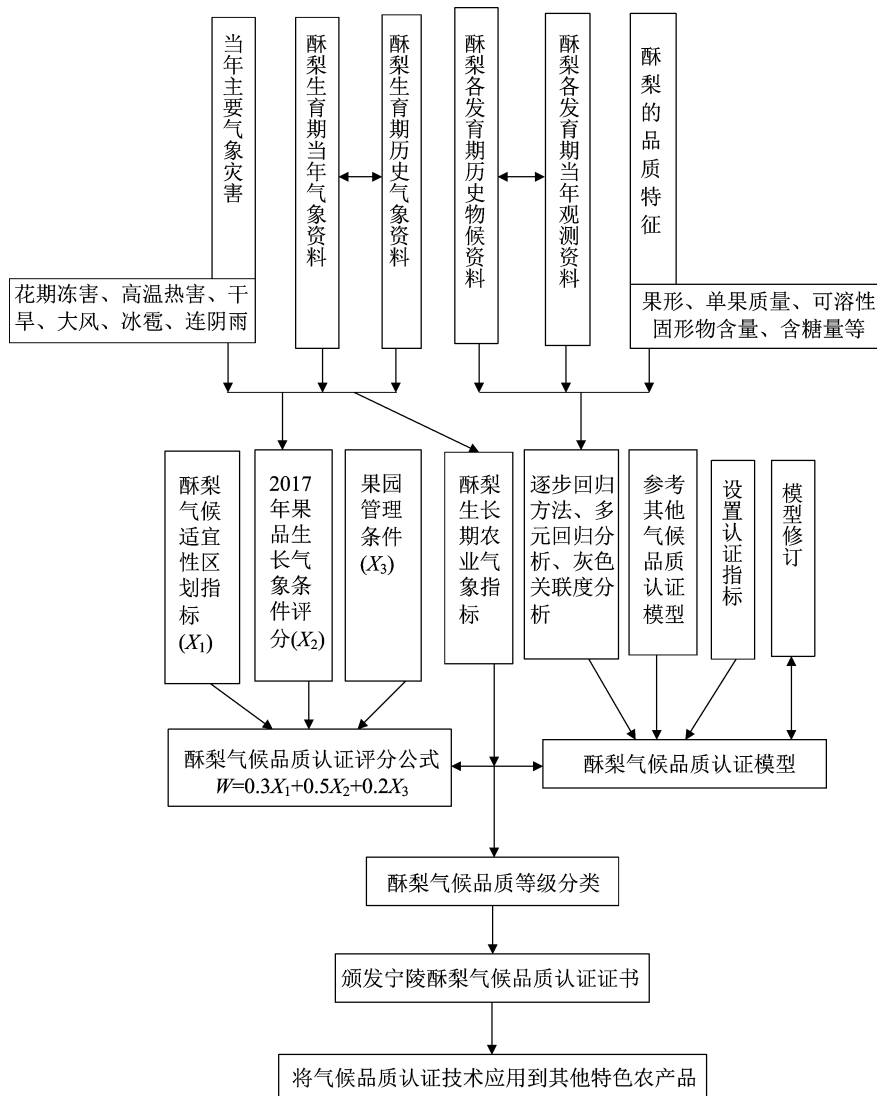 当年主要气象灾害
酥梨生育期当年气象资料
酥梨生育期历史气象资料
酥梨各发育期历史物候资料
酥梨各发育期当年观测资料
酥梨的品质特征
花期冻害、高温热害、干
旱、大风、冰雹、连阴雨
果形、单果质量、可溶性
固形物含量、含糖量等
酥梨
气候
适宜
性区
划指
标
(X₁)
2017
年果
品生
长气
象条
件评
分(X₂)
果园
管理
条件
(X₃)
酥梨
生长
期农
业气
象指
标
逐步回归
方法、多
元回归分
析、灰色
关联度分
析
参考
其他
气候
品质
认证
模型
设置认证指标
模型修订
酥梨气候品质认证评分公式
W=0.3X₁+0.5X₂+0.2X₃
酥梨气候品质认证模型
酥梨气候品质等级分类
颁发宁陵酥梨气候品质认证证书
将气候品质认证技术应用到其他特色农产品